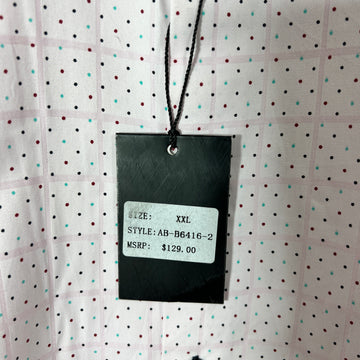 SIZE: XXL
STYLE:AB-B6416-2
MSRP: $129.00